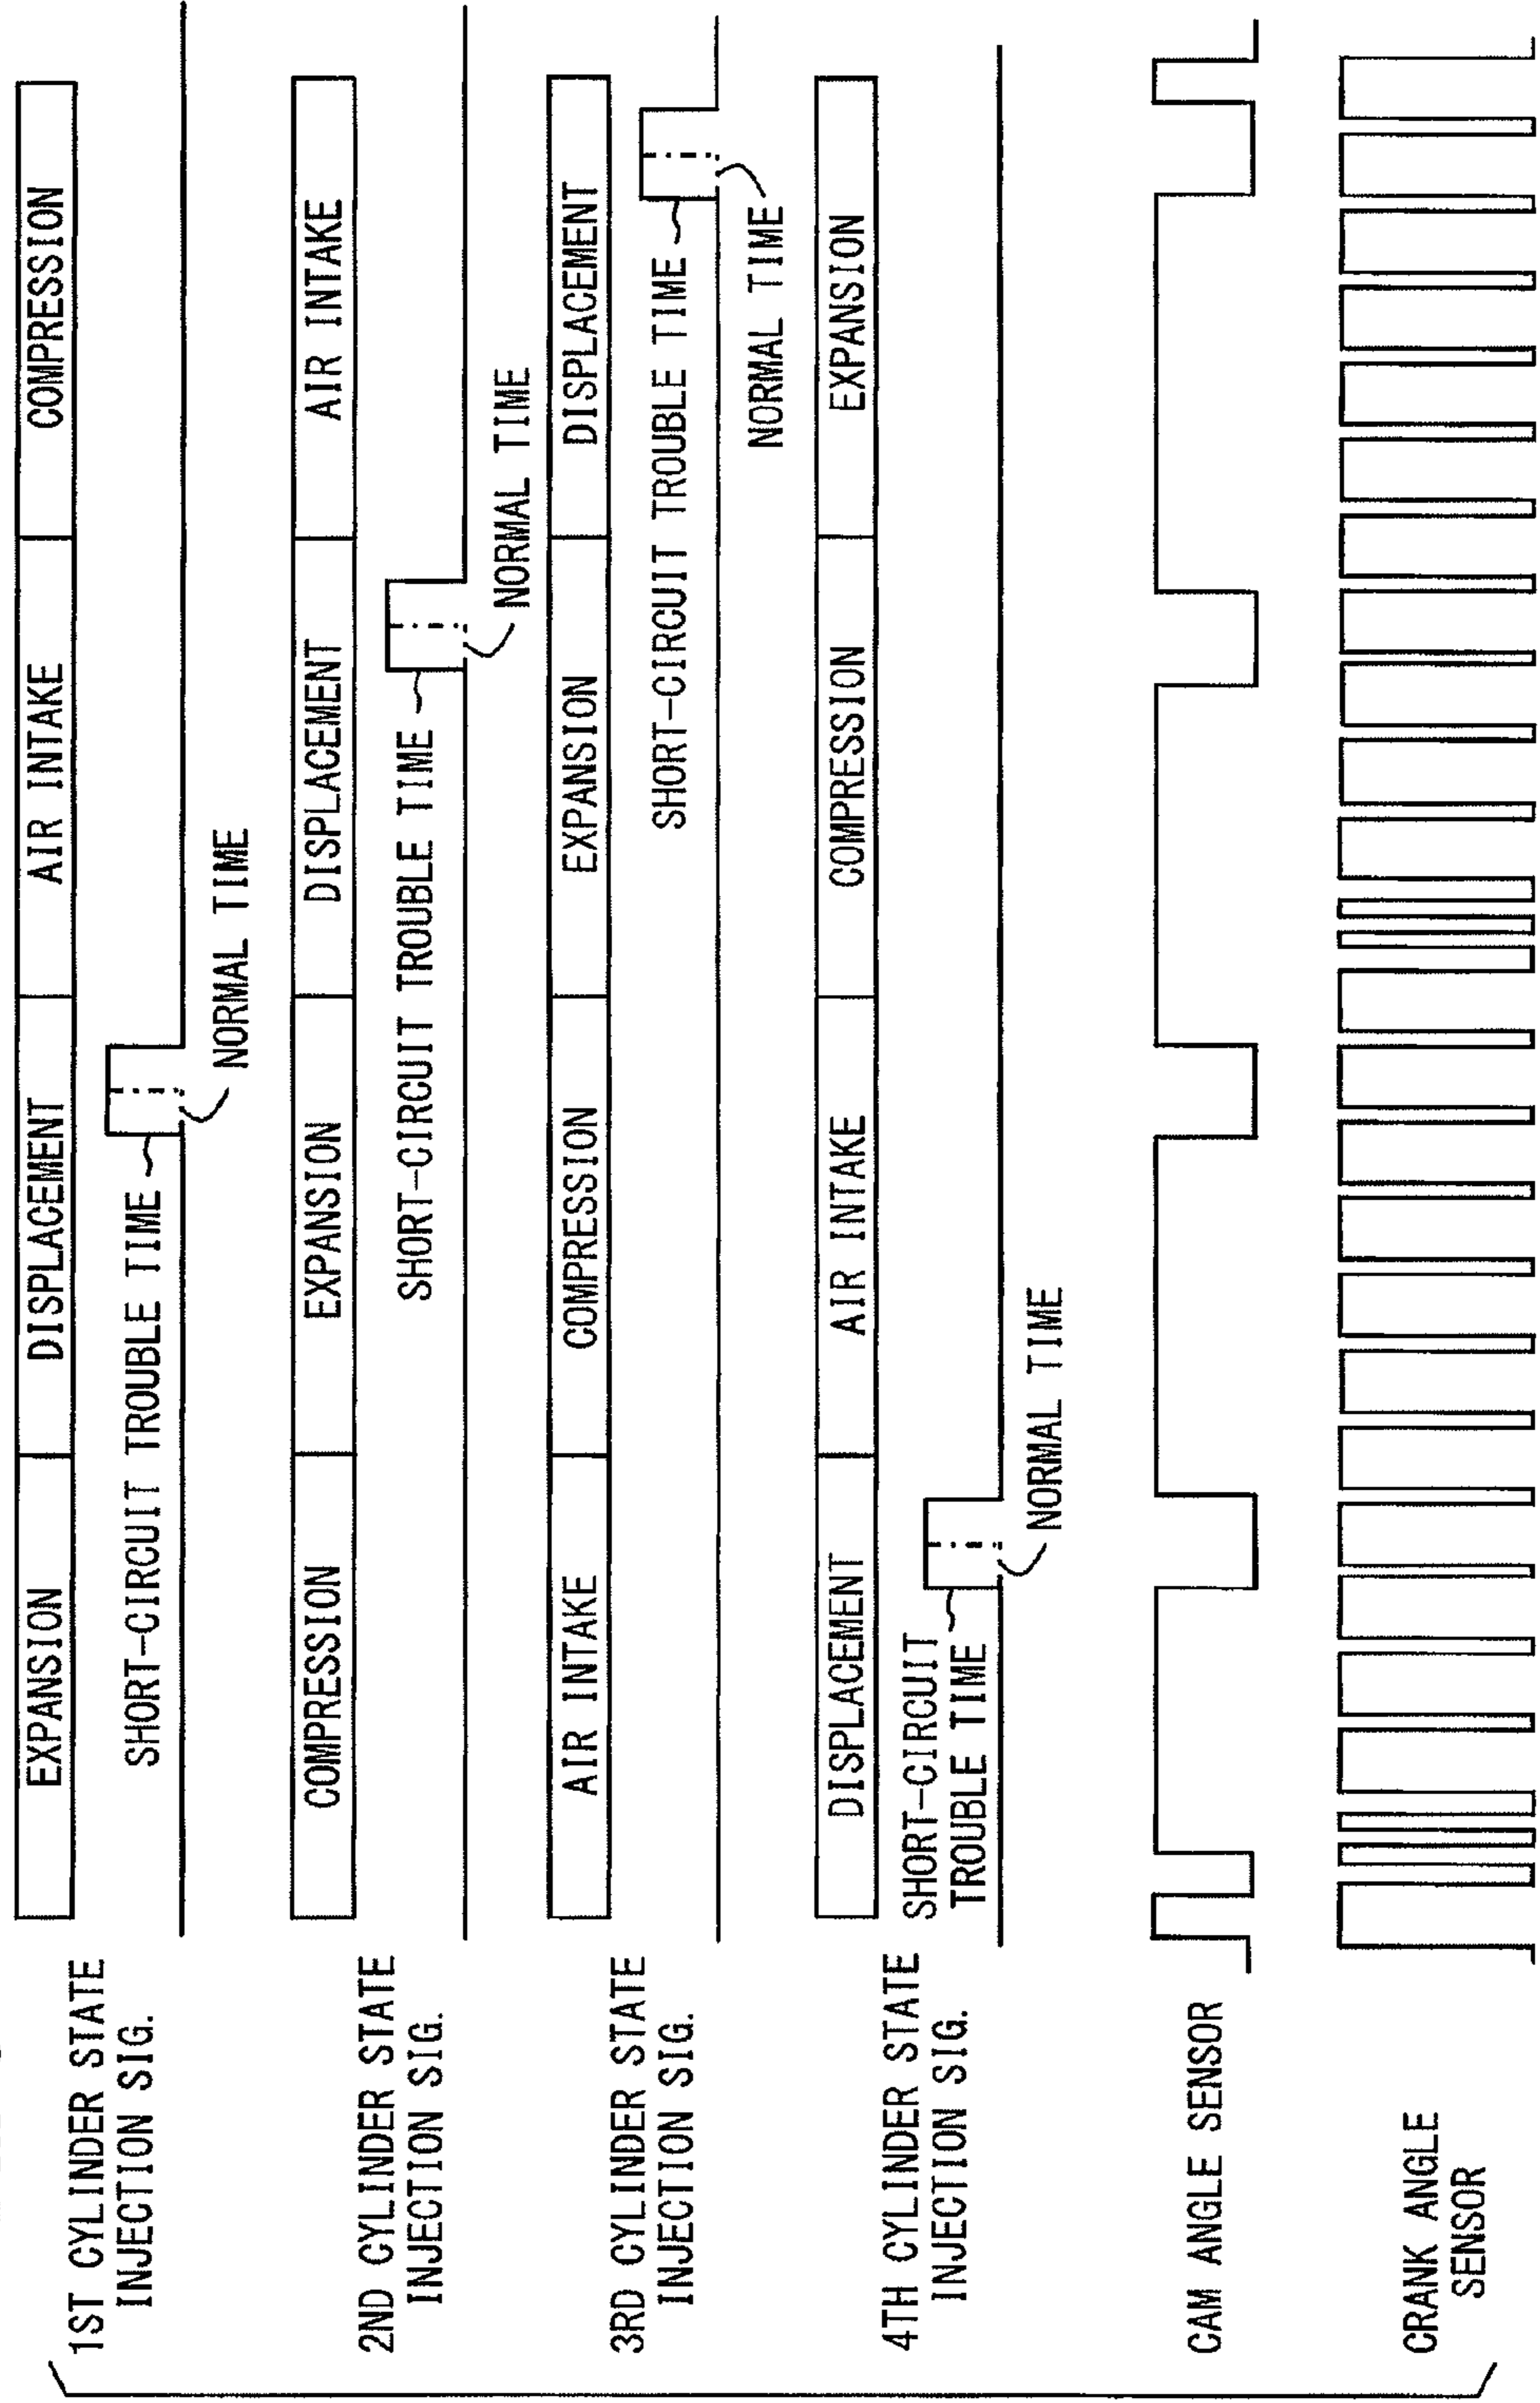 1ST CYLINDER STATE
EXPANSION
DISPLACEMENT
AIR INTAKE
COMPRESSION
INJECTION SIG.
SHORT-CIRCUIT TROUBLE TIME
NORMAL TIME
2ND CYLINDER STATE
COMPRESSION
EXPANSION
DISPLACEMENT
AIR INTAKE
INJECTION SIG.
SHORT-CIRCUIT TROUBLE TIME
NORMAL TIME
3RD CYLINDER STATE
AIR INTAKE
COMPRESSION
EXPANSION
DISPLACEMENT
INJECTION SIG.
SHORT-CIRCUIT TROUBLE TIME
NORMAL TIME
4TH CYLINDER STATE
DISPLACEMENT
AIR INTAKE
COMPRESSION
EXPANSION
INJECTION SIG.
SHORT-CIRCUIT
TROUBLE TIME
NORMAL TIME
CAM ANGLE SENSOR
CRANK ANGLE
SENSOR